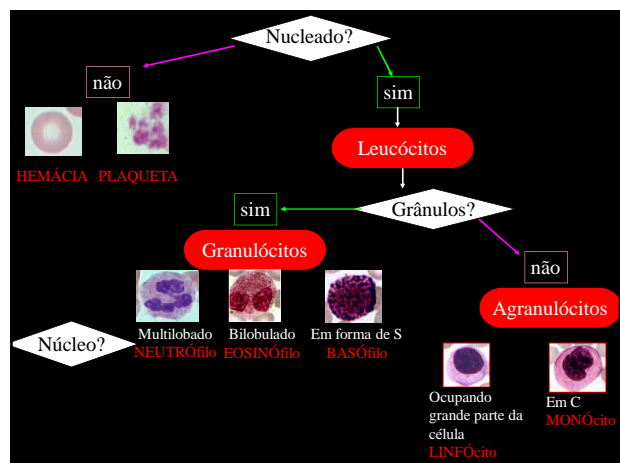 Nucleado?
não
sim
HEMÁCIA PLAQUETA
Leucócitos
sim
Grânulos?
Granulócitos
não
Agranulócitos
Núcleo?
Multilobado
NEUTRÓfilo
Bilobulado
EOSINÓfilo
Em forma de S
BASÓfilo
Ocupando
grande parte da
célula
LINFÓcito
Em C
MONÓcito